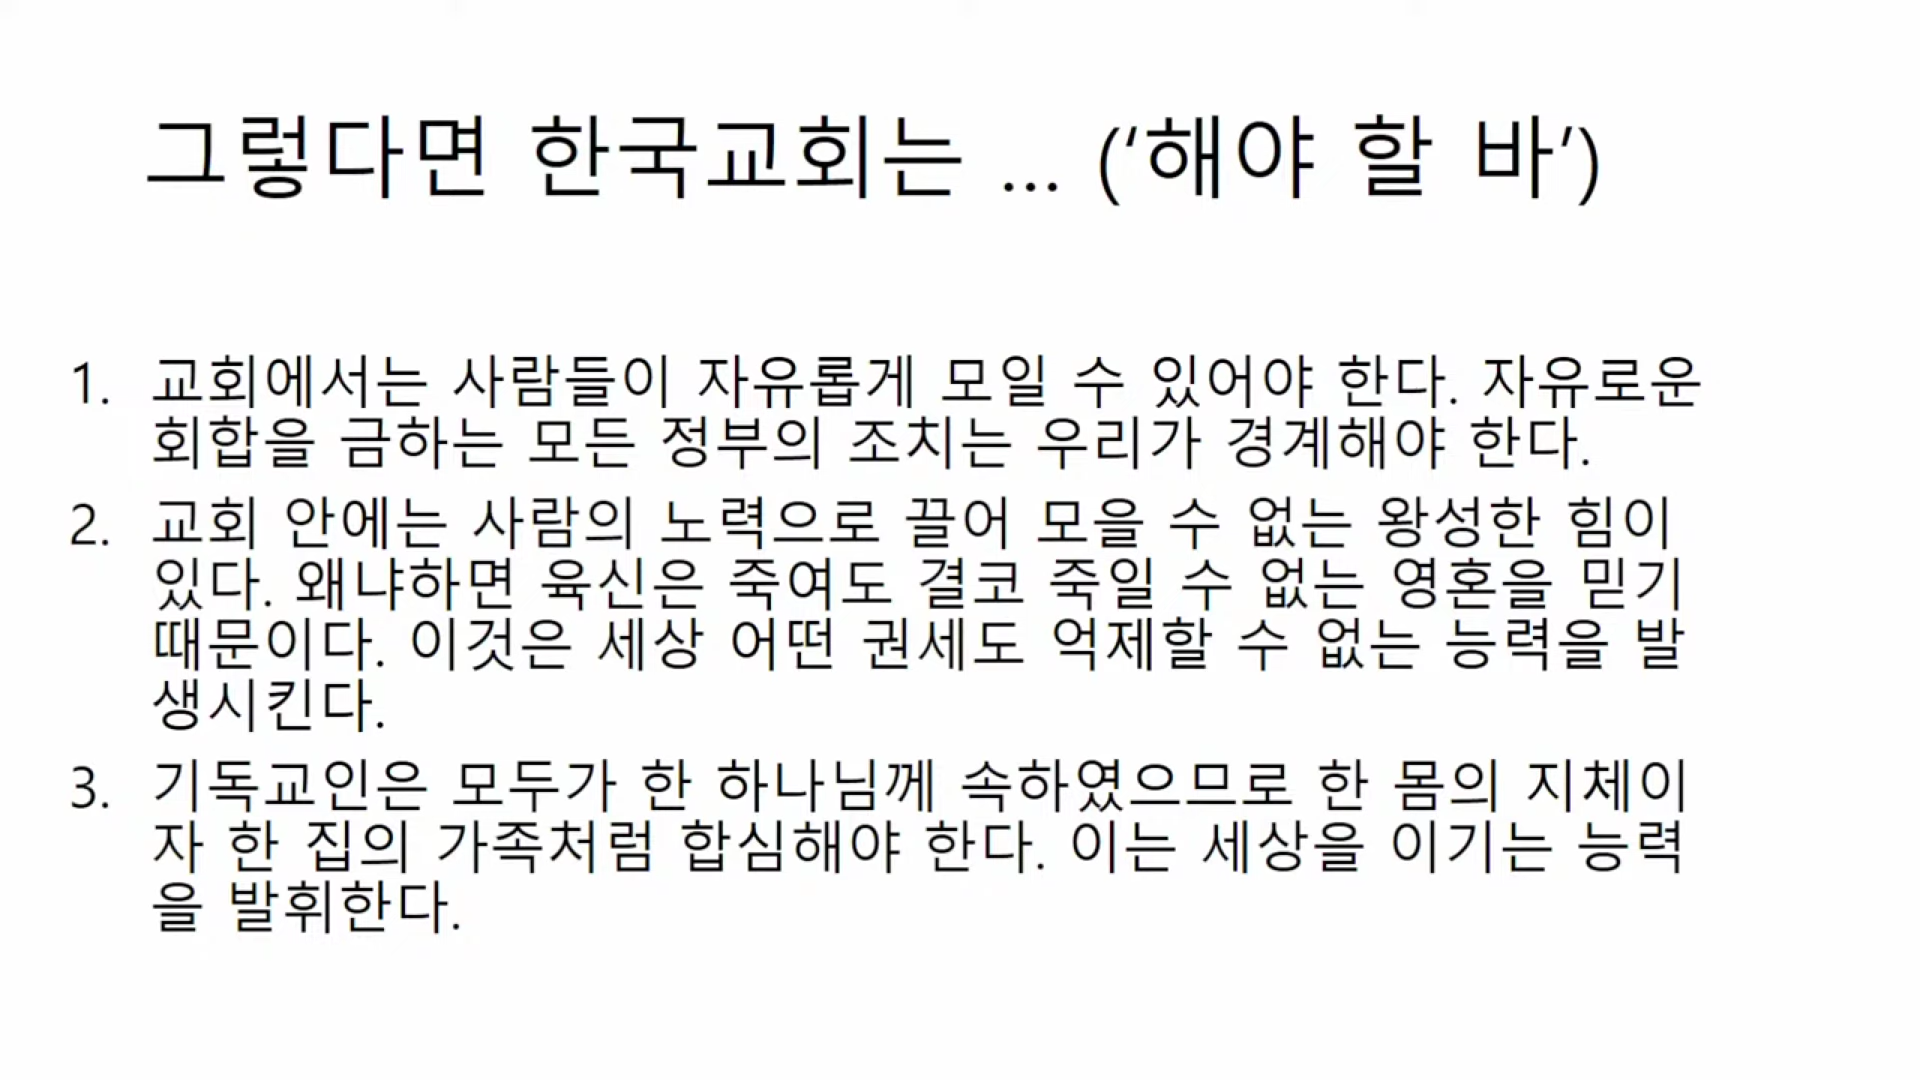 그렇다면 한국교회는 ... (‘해야 할 바’)
1. 교회에서는 사람들이 자유롭게 모일 수 있어야 한다. 자유로운
회합을 금하는 모든 정부의 조치는 우리가 경계해야 한다.
2. 교회 안에는 사람의 노력으로 끌어 모을 수 없는 왕성한 힘이
있다. 왜냐하면 육신은 죽여도 결코 죽일 수 없는 영혼을 믿기
때문이다. 이것은 세상 어떤 권세도 억제할 수 없는 능력을 발
생시킨다.
3. 기독교인은 모두가 한 하나님께 속하였으므로 한 몸의 지체이
자 한 집의 가족처럼 합심해야 한다. 이는 세상을 이기는 능력
을 발휘한다.